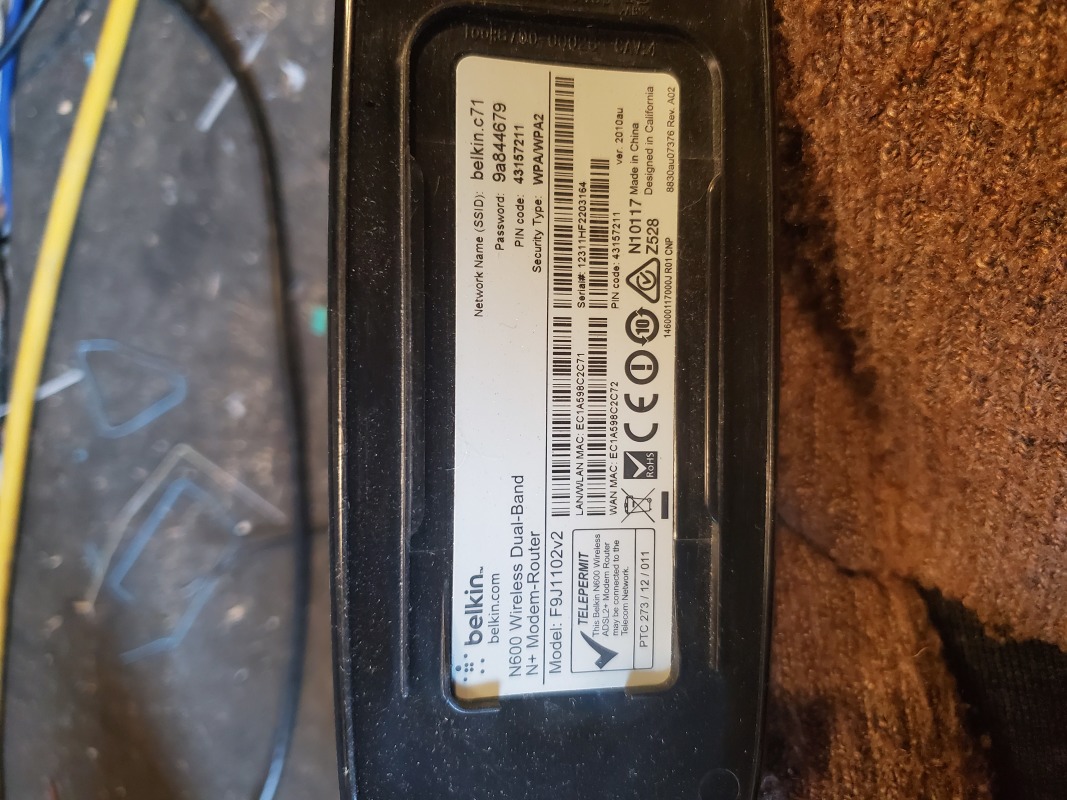 belkin™
belkin.com
N600 Wireless Dual-Band
N+ Modem-Router
Model: F9J1102v2
Network Name (SSID): belkin.c71
Password: 9a844679
PIN code: 43157211
Security Type: WPA/WPA2
TELEPERMIT
This Belkin N600 Wireless
ADSL2+ Modem Router
may be connected to the
Telecom Network.
PTC 273 / 12 / 011
LAN/WLAN MAC: EC1A598C2C71
Serial#: 12311HF2203164
WAN MAC: EC1A598C2C72
PIN code: 43157211
ver. 2010au
RoHS
CE
10
N10117
Z528
Made in China
Designed in California
146000117000J R01 CNP
8830au07376 Rev. A02